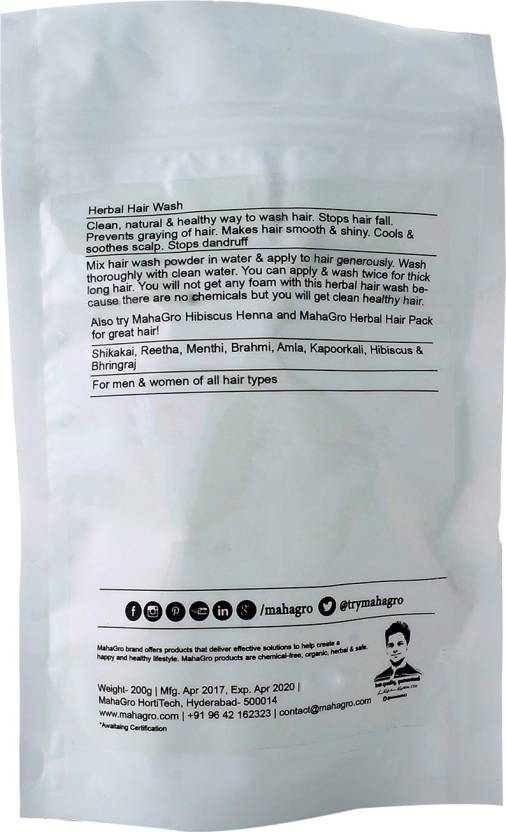 Herbal Hair Wash
Clean, natural & healthy way to wash hair. Stops hair fall.
Prevents graying of hair. Makes hair smooth & shiny. Cools &
soothes scalp. Stops dandruff
Mix hair wash powder in water & apply to hair generously. Wash
thoroughly with clean water. You can apply & wash twice for thick
long hair. You will not get any foam with this herbal hair wash be-
cause there are no chemicals but you will get clean healthy hair.
Also try MahaGro Hibiscus Henna and MahaGro Herbal Hair Pack
for great hair!
Shikakai, Reetha, Menthi, Brahmi, Amla, Kapoorkali, Hibiscus &
Bhringraj
For men & women of all hair types
/mahagro @trymahagro
MahaGro brand offers products that deliver effective solutions to help create a
happy and healthy lifestyle. MahaGro products are chemical-free, organic, herbal & safe.
best quality, guaranteed
Weight- 200g | Mfg. Apr 2017, Exp. Apr 2020 |
MahaGro HortiTech, Hyderabad- 500014
www.mahagro.com | +91 96 42 162323 | contact@mahagro.com
*Awaitaing Certification